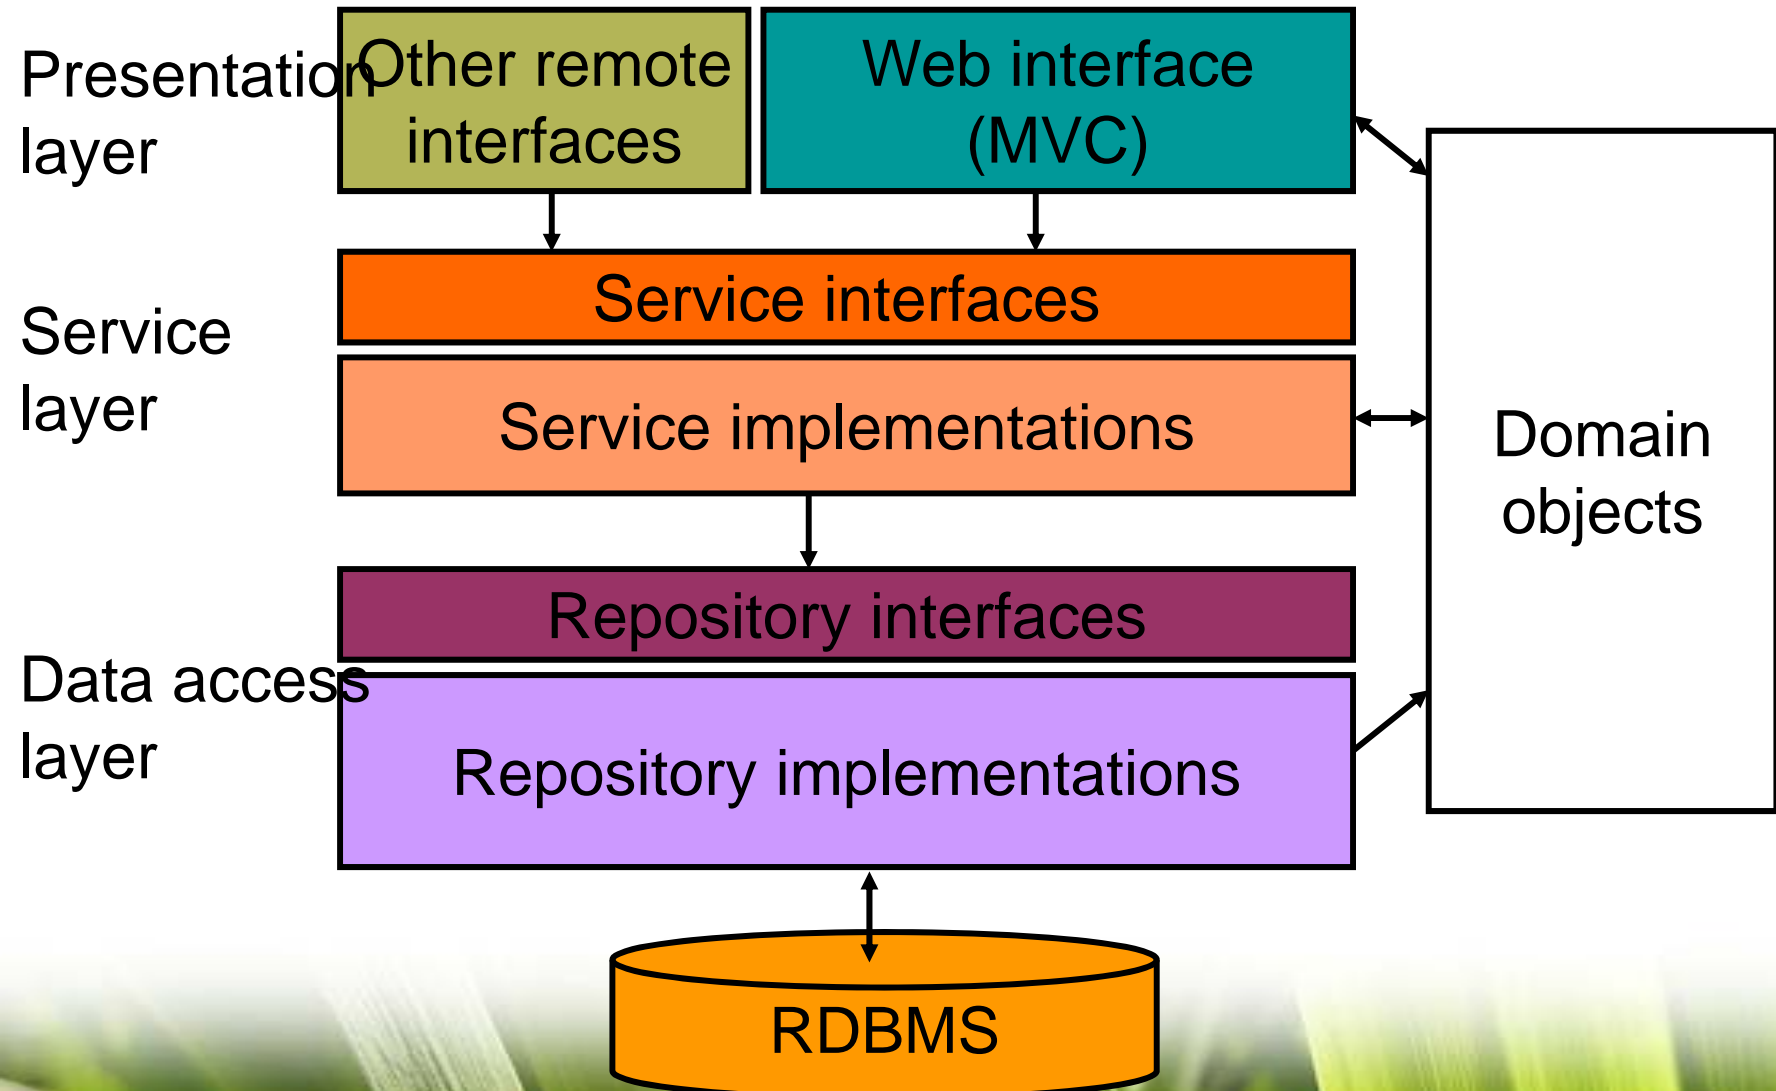 Presentation
layer
Other remote
interfaces
Web interface
(MVC)
Service
layer
Service interfaces
Service implementations
Domain
objects
Data access
layer
Repository interfaces
Repository implementations
RDBMS